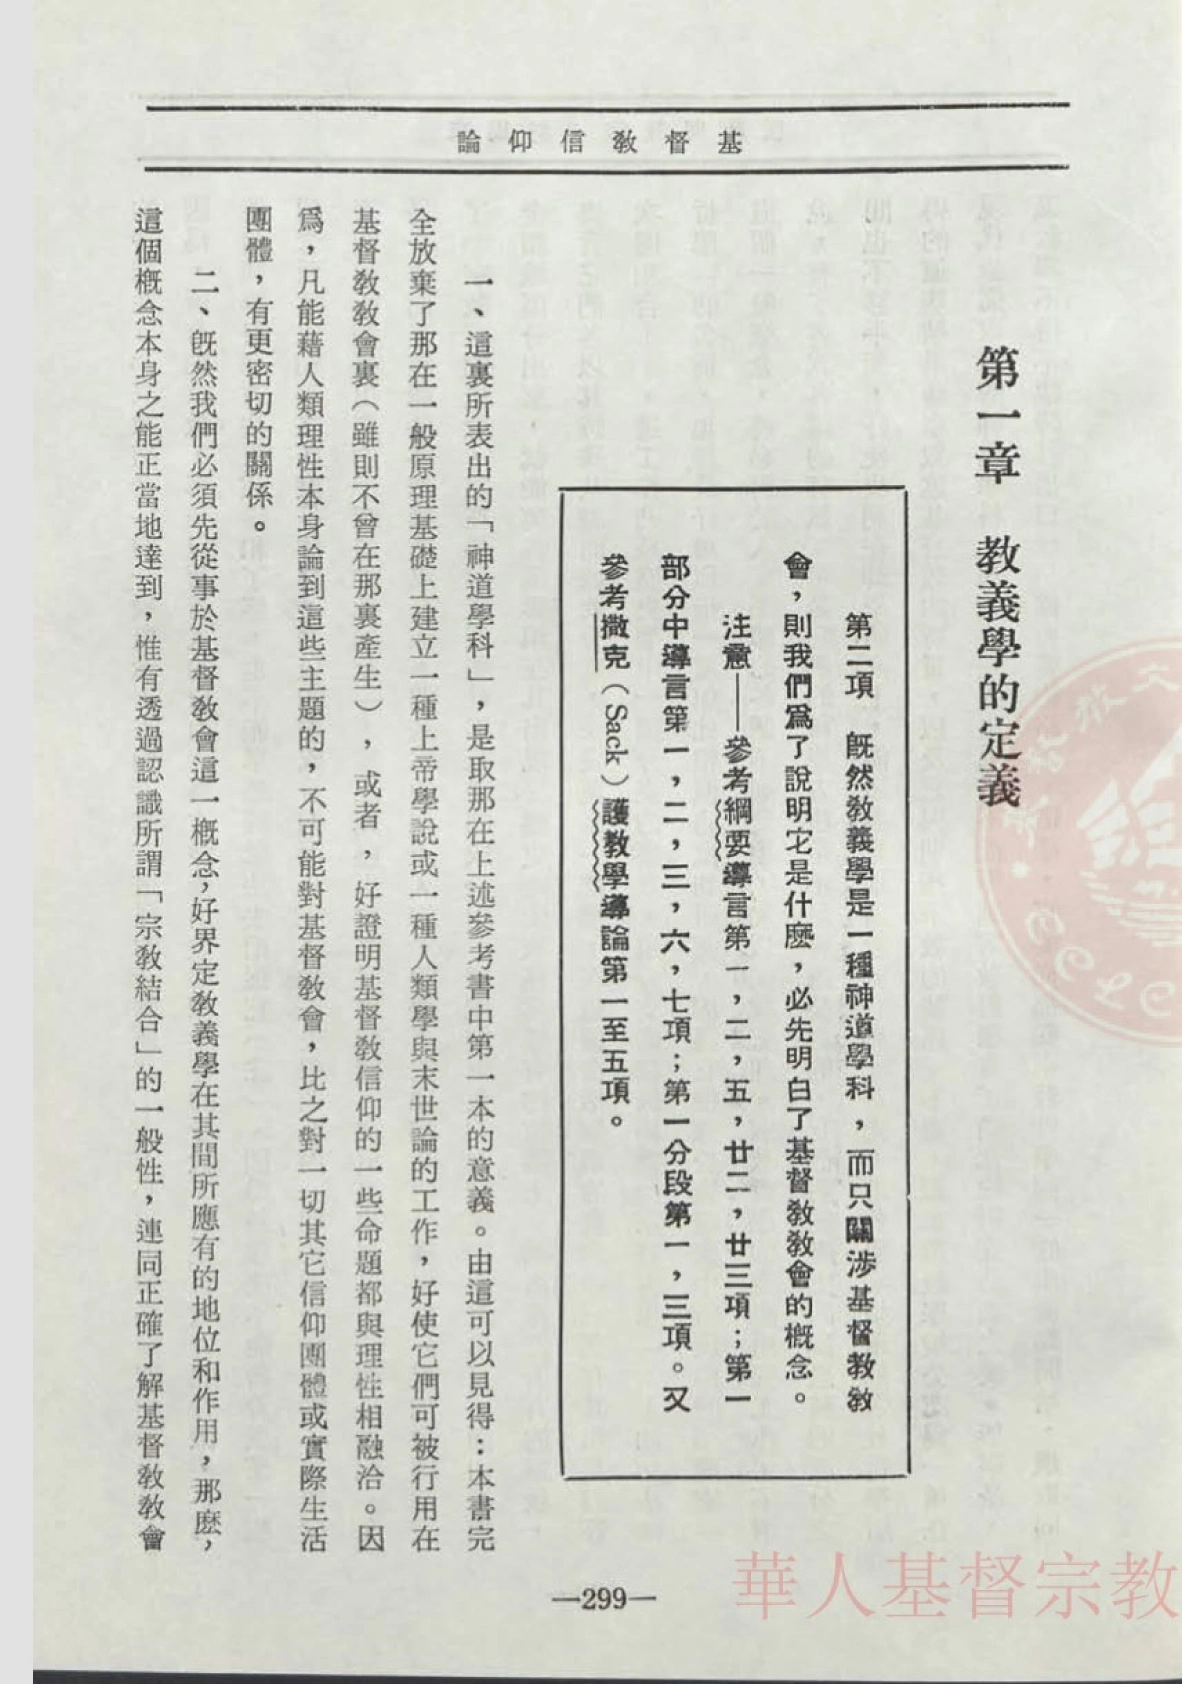 基督教信仰論
第一章　教義學的定義
第二項　既然教義學是一種神道學科，而只關涉基督教教
會，則我們爲了說明它是什麽，必先明白了基督教教會的概念。
注意——參考綱要導言第一，二，五，廿二，廿三項；第一
部分中導言第一，二，三，六，七項；第一分段第一，三項。又
參考撒克（Sack）護教學導論第一至五項。
一、這裏所表出的「神道學科」，是取那在上述參考書中第一本的意義。由這可以見得：本書完
全放棄了那在一般原理基礎上建立一種上帝學說或一種人類學與末世論的工作，好使它們可被行用在
基督教教會裏（雖則不曾在那裏產生），或者，好證明基督教信仰的一些命題都與理性相融洽。因
爲，凡能藉人類理性本身論到這些主題的，不可能對基督教會，比之對一切其它信仰團體或實際生活
團體，有更密切的關係。
二、旣然我們必須先從事於基督敎會這一概念，好界定敎義學在其間所應有的地位和作用，那麽，
這個概念本身之能正當地達到，惟有透過認識所謂「宗敎結合」的一般性，連同正確了解基督敎敎會
—299—
華人基督宗教